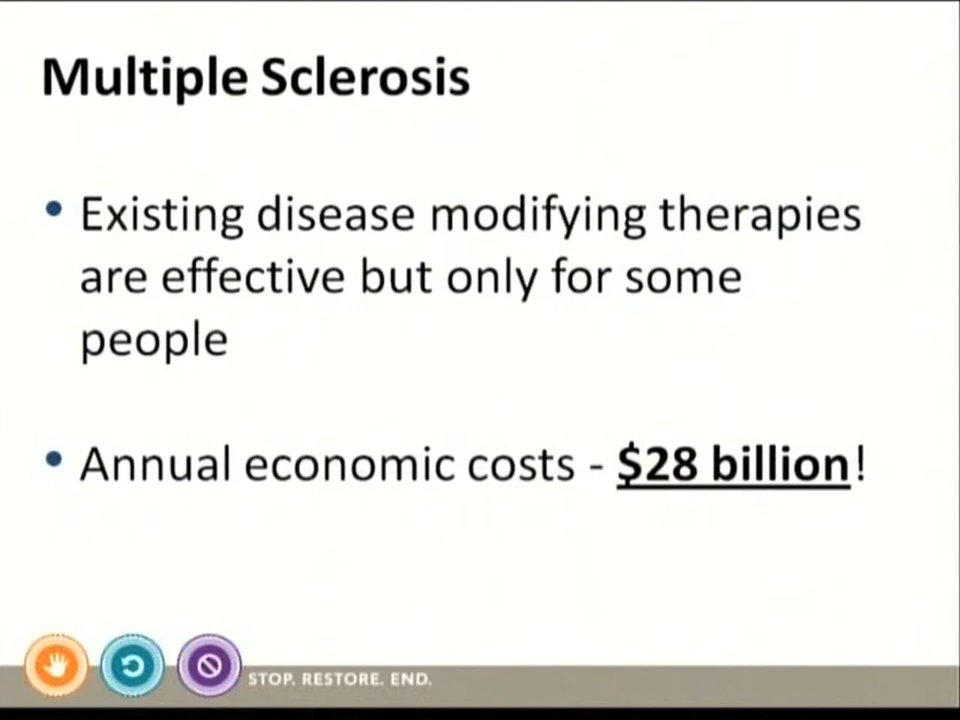 Multiple Sclerosis
• Existing disease modifying therapies
are effective but only for some
people
• Annual economic costs - $28 billion!
STOP. RESTORE. END.